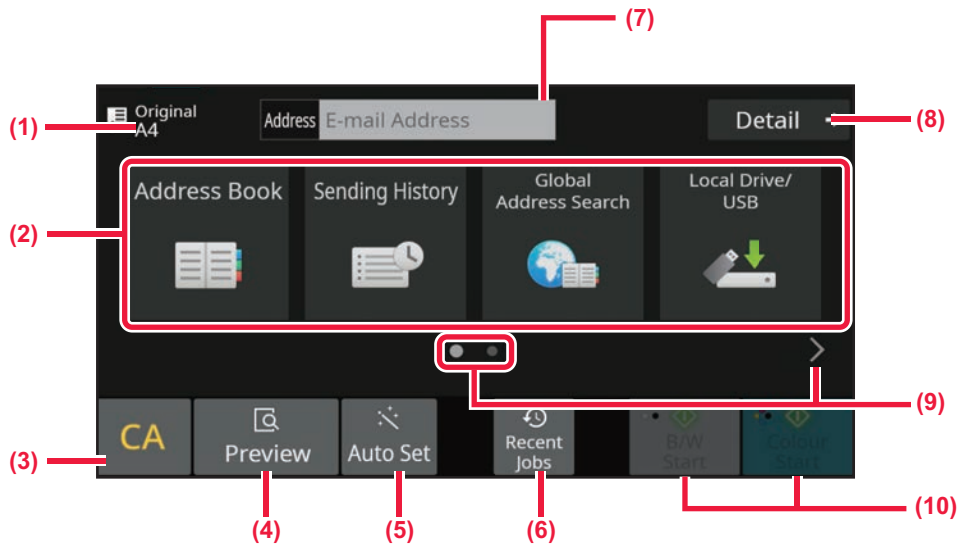 (7)
Original
A4
Address E-mail Address
Detail
(1)
(8)
Address Book
Sending History
Global
Address Search
Local Drive/
USB
(2)
(9)
CA
Preview
Auto Set
Recent
Jobs
B/W
Start
Colour
Start
(3)
(4)
(5)
(6)
(10)